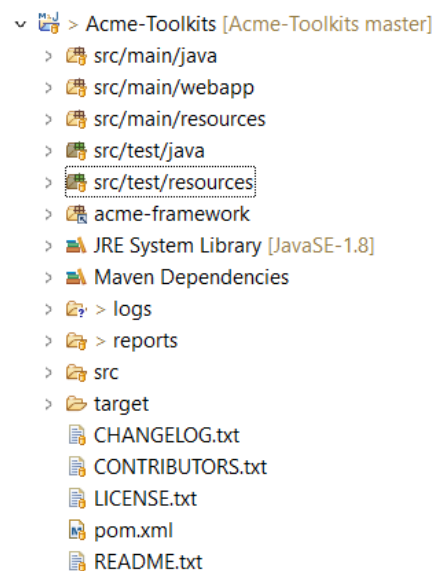 > Acme-Toolkits [Acme-Toolkits master]
src/main/java
src/main/webapp
src/main/resources
src/test/java
src/test/resources
acme-framework
JRE System Library [JavaSE-1.8]
Maven Dependencies
> logs
> reports
src
target
CHANGELOG.txt
CONTRIBUTORS.txt
LICENSE.txt
pom.xml
README.txt